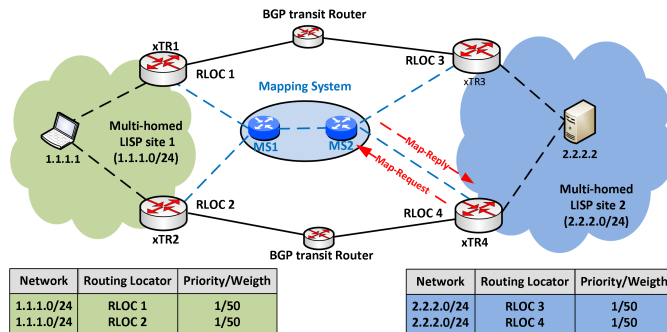 BGP transit Router
xTR1
RLOC 1
RLOC 3
xTR3
Mapping System
Multi-homed
LISP site 1
(1.1.1.0/24)
1.1.1.1
MS1
MS2
Map-Reply
Map-Request
2.2.2.2
Multi-homed
LISP site 2
(2.2.2.0/24)
RLOC 2
RLOC 4
xTR2
xTR4
BGP transit Router
Network Routing Locator Priority/Weigth
1.1.1.0/24 RLOC 1 1/50
1.1.1.0/24 RLOC 2 1/50
Network Routing Locator Priority/Weigth
2.2.2.0/24 RLOC 3 1/50
2.2.2.0/24 RLOC 4 1/50